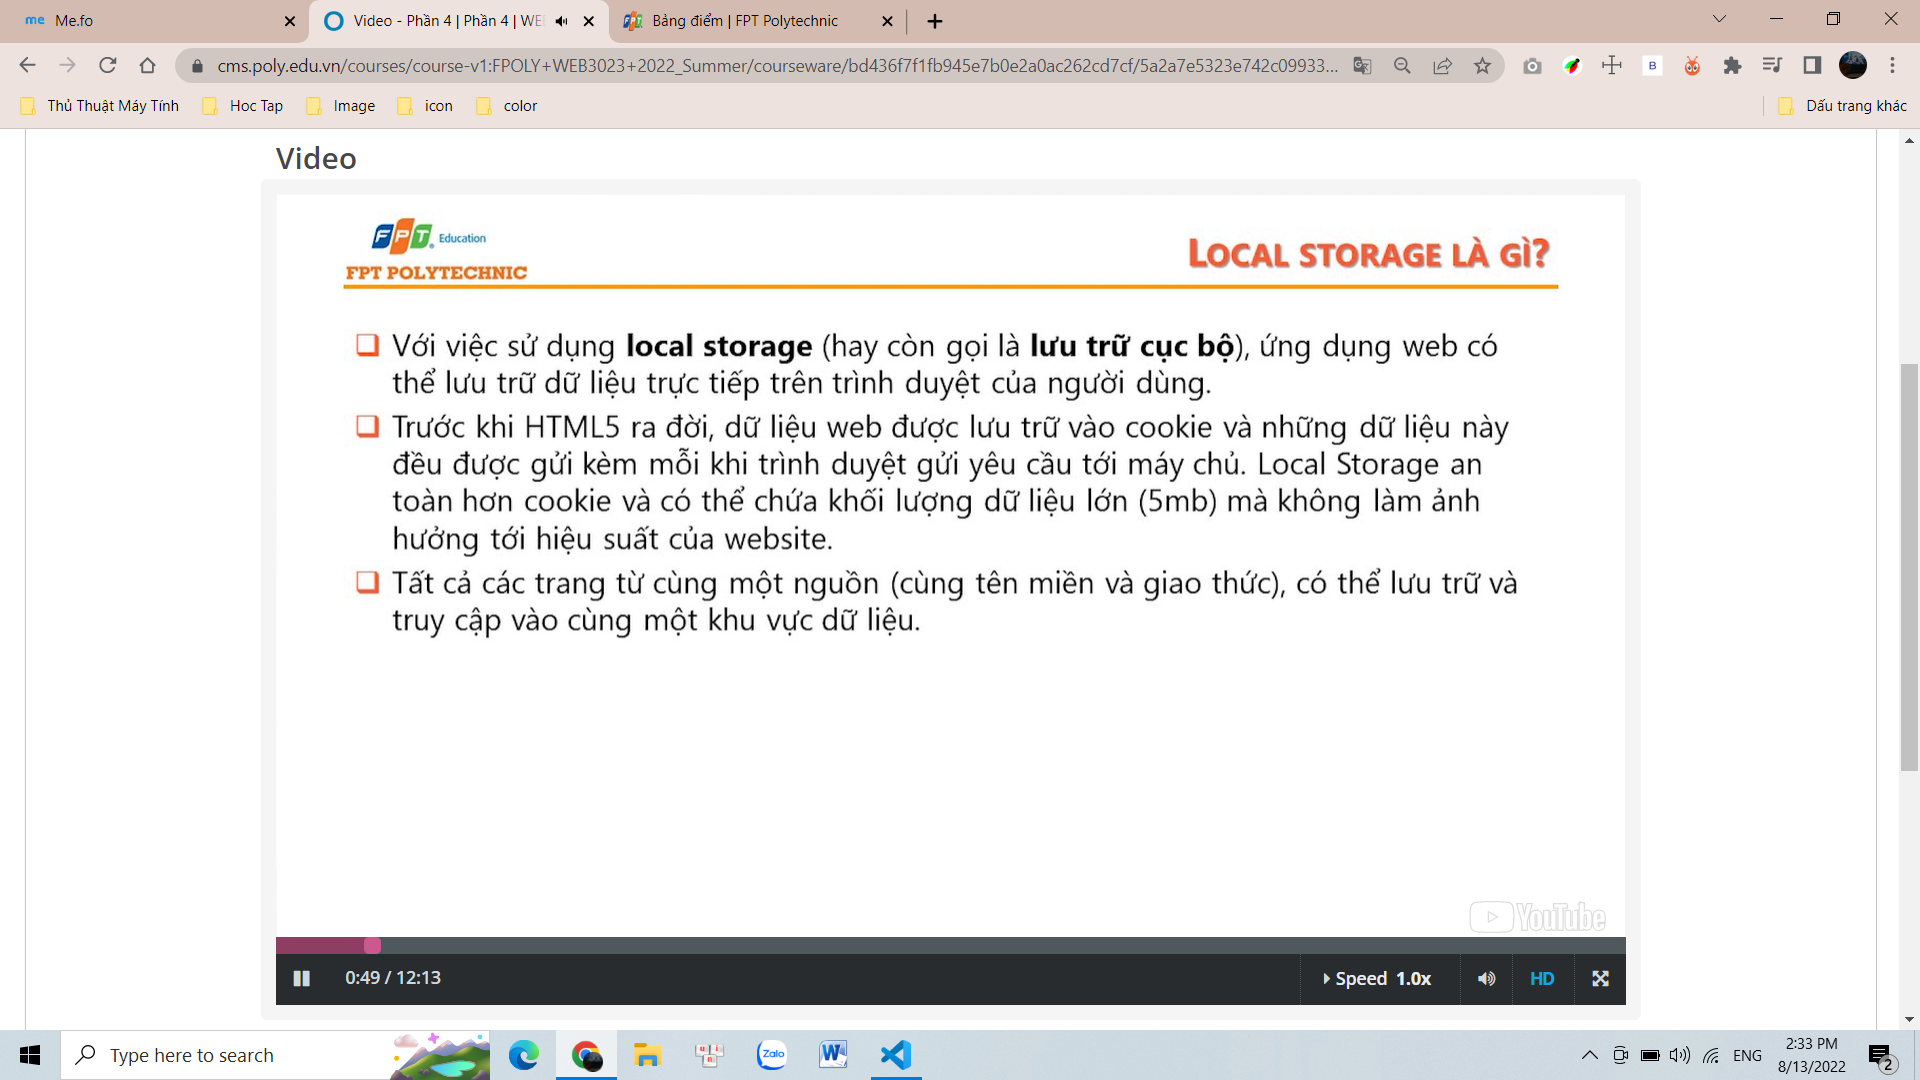 me Me.fo
Video - Phần 4 | Phần 4 | WE
Bảng điểm | FPT Polytechnic
cms.poly.edu.vn/courses/course-v1:FPOLY+WEB3023+2022_Summer/courseware/bd436f7f1fb945e7b0e2a0ac262cd7cf/5a2a7e5323e742c09933...
Thủ Thuật Máy Tính
Hoc Tap
Image
icon
color
Dấu trang khác
Video
FPT Education
FPT POLYTECHNIC
LOCAL STORAGE LÀ GÌ?
Với việc sử dụng local storage (hay còn gọi là lưu trữ cục bộ), ứng dụng web có
thể lưu trữ dữ liệu trực tiếp trên trình duyệt của người dùng.
Trước khi HTML5 ra đời, dữ liệu web được lưu trữ vào cookie và những dữ liệu này
đều được gửi kèm mỗi khi trình duyệt gửi yêu cầu tới máy chủ. Local Storage an
toàn hơn cookie và có thể chứa khối lượng dữ liệu lớn (5mb) mà không làm ảnh
hưởng tới hiệu suất của website.
Tất cả các trang từ cùng một nguồn (cùng tên miền và giao thức), có thể lưu trữ và
truy cập vào cùng một khu vực dữ liệu.
YouTube
0:49 / 12:13
Speed 1.0x
HD
Type here to search
Zalo
ENG
2:33 PM
8/13/2022
2